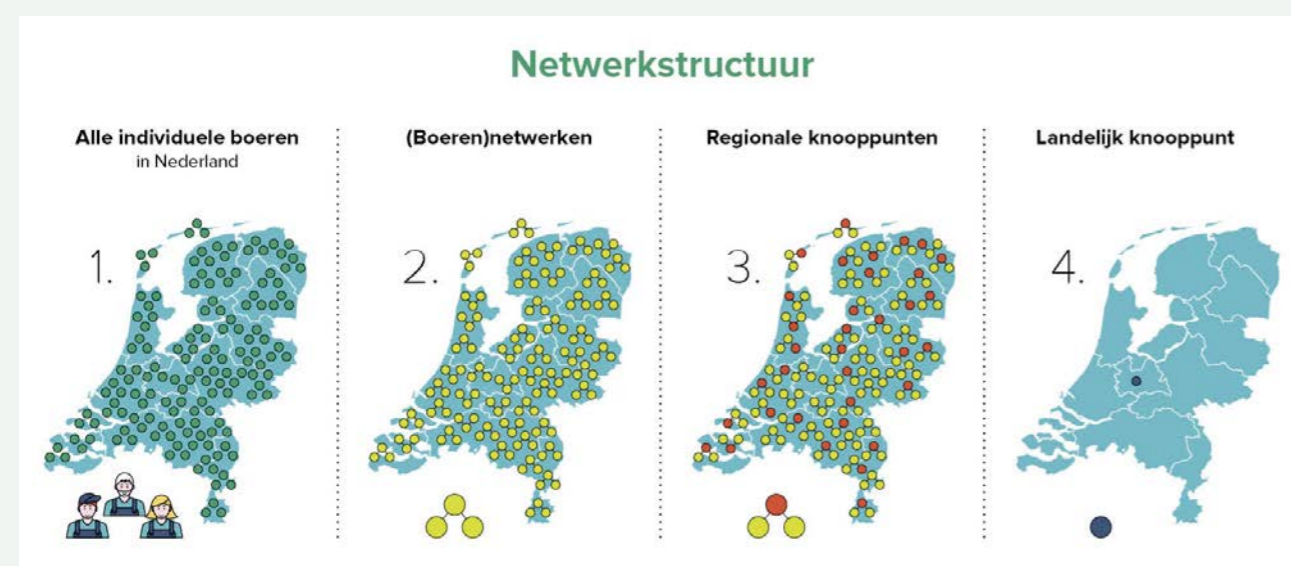 Netwerkstructuur
Alle individuele boeren
in Nederland
(Boeren)netwerken
Regionale knooppunten
Landelijk knooppunt
1.
2.
3.
4.